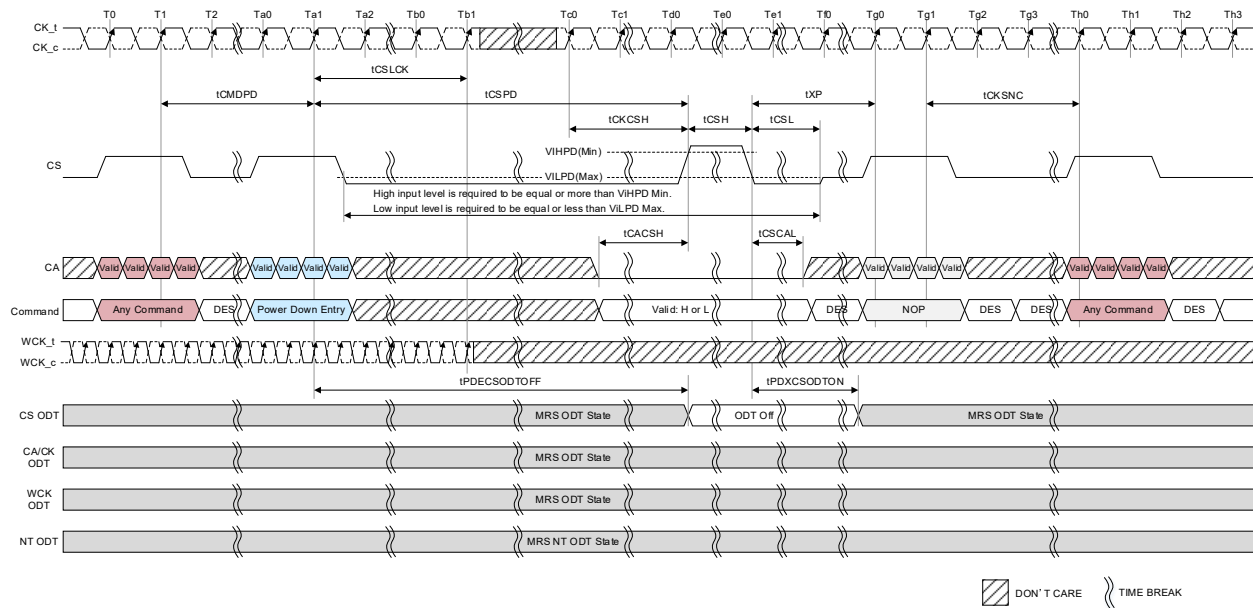 T0 T1 T2 Ta0 Ta1 Ta2 Tb0 Tb1 Tc0 Tc1 Td0 Te0 Te1 Tf0 Tg0 Tg1 Tg2 Tg3 Th0 Th1 Th2 Th3
CK_t
CK_c
tCSLCK
tCMDPD tCSPD tXP tCKSNC
tCKCSH tCSH tCSL
VIHPD(Min)
CS
VILPD(Max)
High input level is required to be equal or more than ViHPD Min.
Low input level is required to be equal or less than ViLPD Max.
tCACSH tCSCAL
CA Valid Valid Valid Valid Valid Valid Valid Valid Valid Valid Valid Valid Valid Valid Valid Valid
Command Any Command DES Power Down Entry Valid: H or L DES NOP DES DES Any Command DES
WCK_t
WCK_c
tPDECSODTOFF tPDXCSODTON
CS ODT MRS ODT State ODT Off MRS ODT State
CA/CK
ODT MRS ODT State
WCK
ODT MRS ODT State
NT ODT MRS NT ODT State
DON'T CARE TIME BREAK